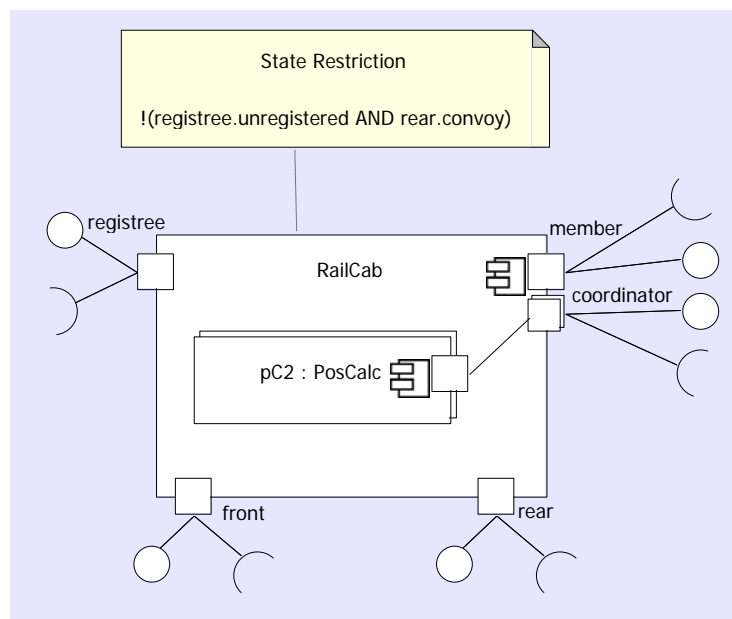 State Restriction
!(registree.unregistered AND rear.convoy)
registree
member
RailCab
coordinator
pC2 : PosCalc
front
rear